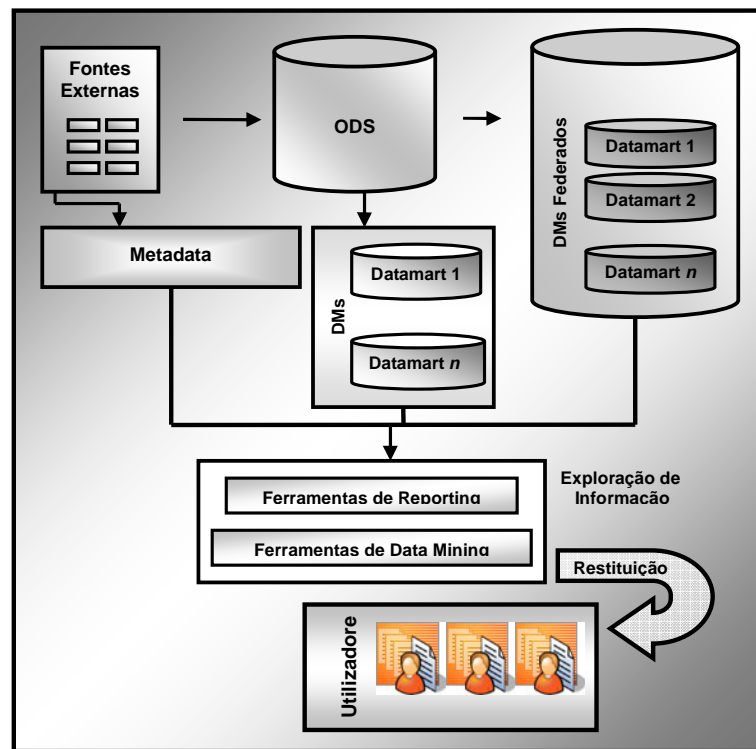 Fontes
Externas
ODS
DMs Federados
Datamart 1
Datamart 2
Datamart n
Metadata
DMs
Datamart 1
Datamart n
Ferramentas de Reporting
Ferramentas de Data Mining
Exploração de
Informação
Restituição
Utilizadore